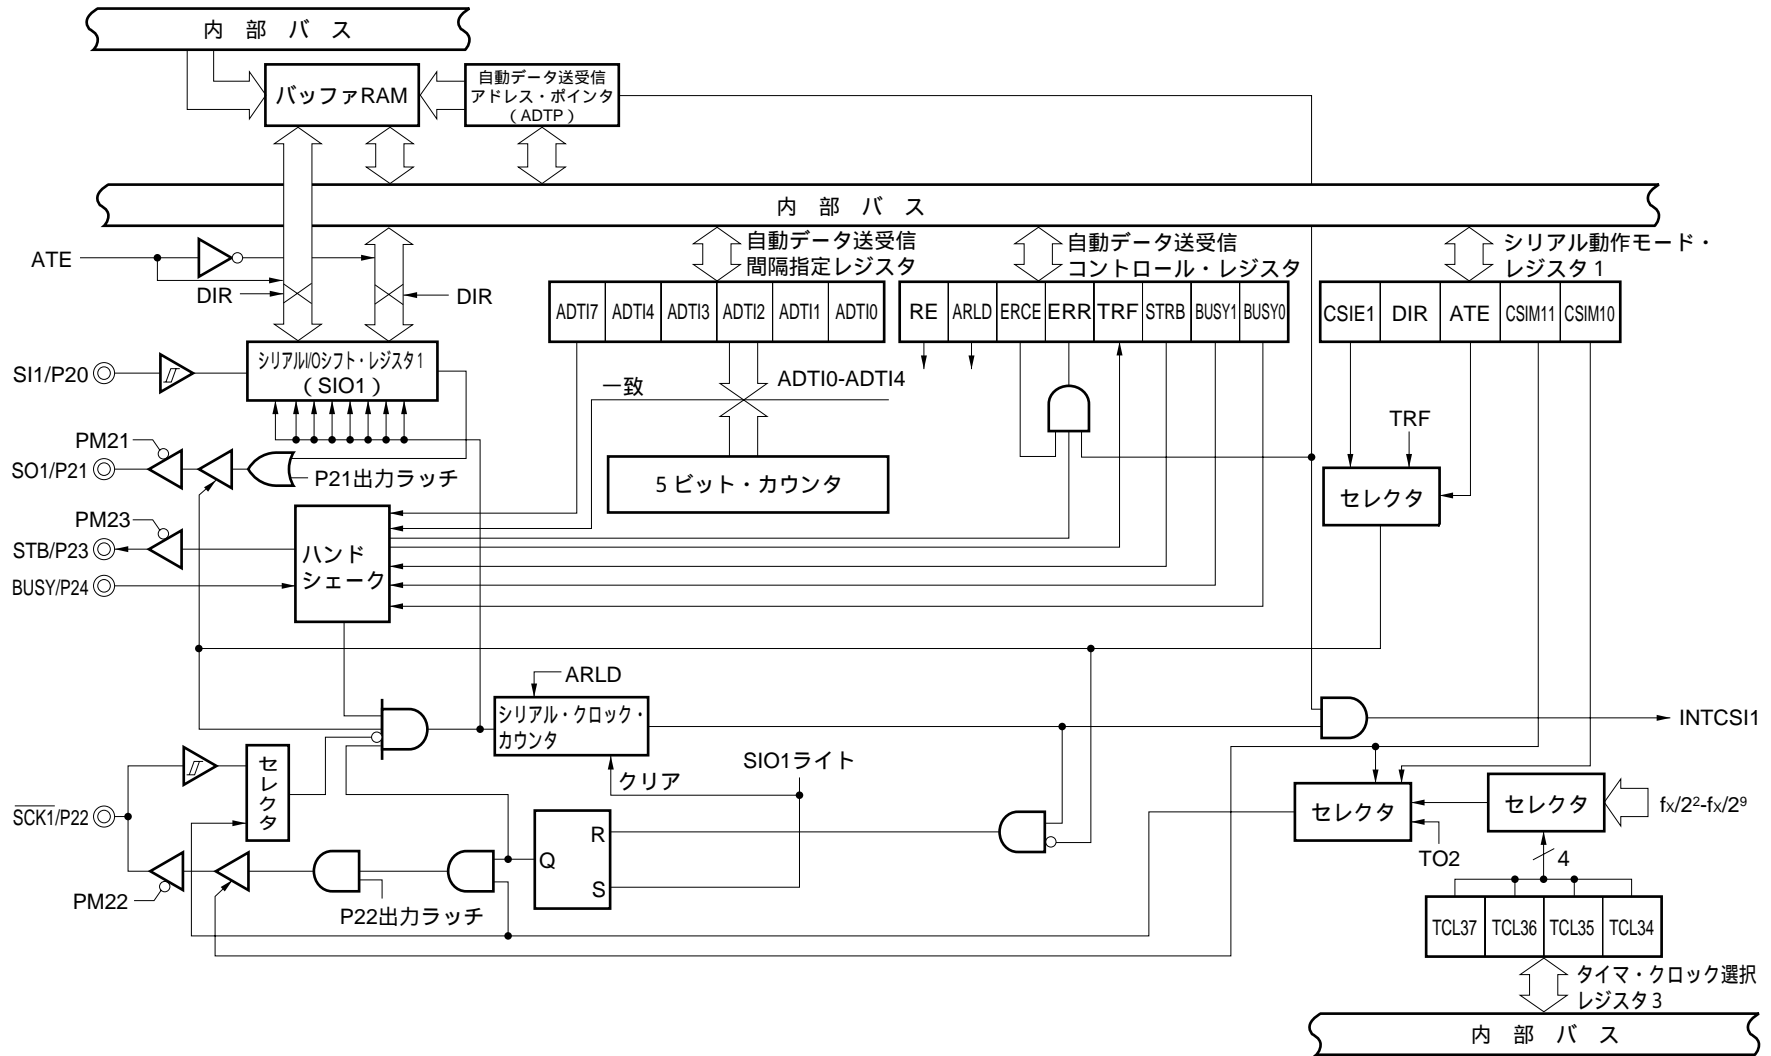 内部バス
バッファRAM
自動データ送受信
アドレス・ポインタ
(ADTP)
内部バス
ATE
DIR
DIR
自動データ送受信
間隔指定レジスタ
自動データ送受信
コントロール・レジスタ
シリアル動作モード・
レジスタ1
ADTI7 ADTI4 ADTI3 ADTI2 ADTI1 ADTI0
RE ARLD ERCE ERR TRF STRB BUSY1 BUSY0
CSIE1 DIR ATE CSIM11 CSIM10
SI1/P20
シリアルI/Oシフト・レジスタ1
(SIO1)
一致
ADTI0-ADTI4
TRF
PM21
SO1/P21
P21出力ラッチ
5ビット・カウンタ
セレクタ
PM23
STB/P23
ハンド
シェーク
BUSY/P24
ARLD
シリアル・クロック・
カウンタ
INTCSI1
SIO1ライト
クリア
セレクタ
SCK1/P22
セレクタ
セレクタ
fX/2²-fX/2⁹
R
Q
S
TO2
4
PM22
P22出力ラッチ
TCL37 TCL36 TCL35 TCL34
タイマ・クロック選択
レジスタ3
内部バス